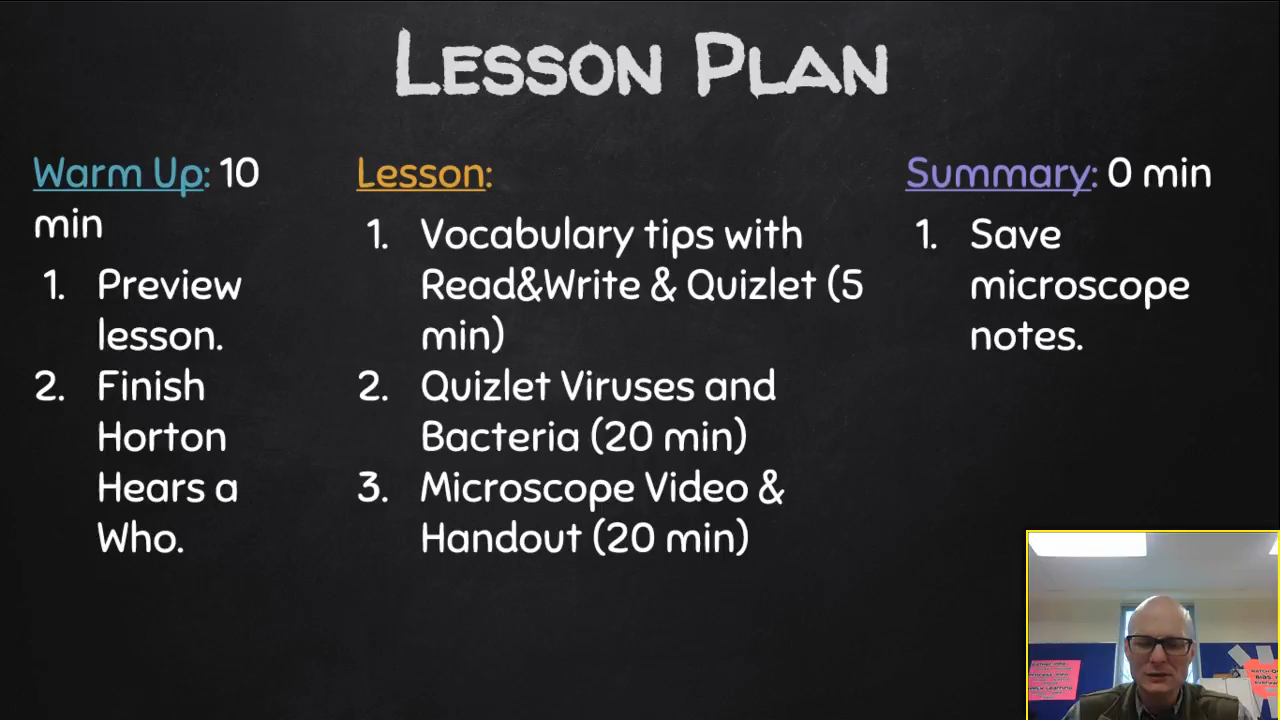 LESSON PLAN
Warm Up: 10
min
1. Preview
lesson.
2. Finish
Horton
Hears a
Who.
Lesson:
1. Vocabulary tips with
Read&Write & Quizlet (5
min)
2. Quizlet Viruses and
Bacteria (20 min)
3. Microscope Video &
Handout (20 min)
Summary: 0 min
1. Save
microscope
notes.